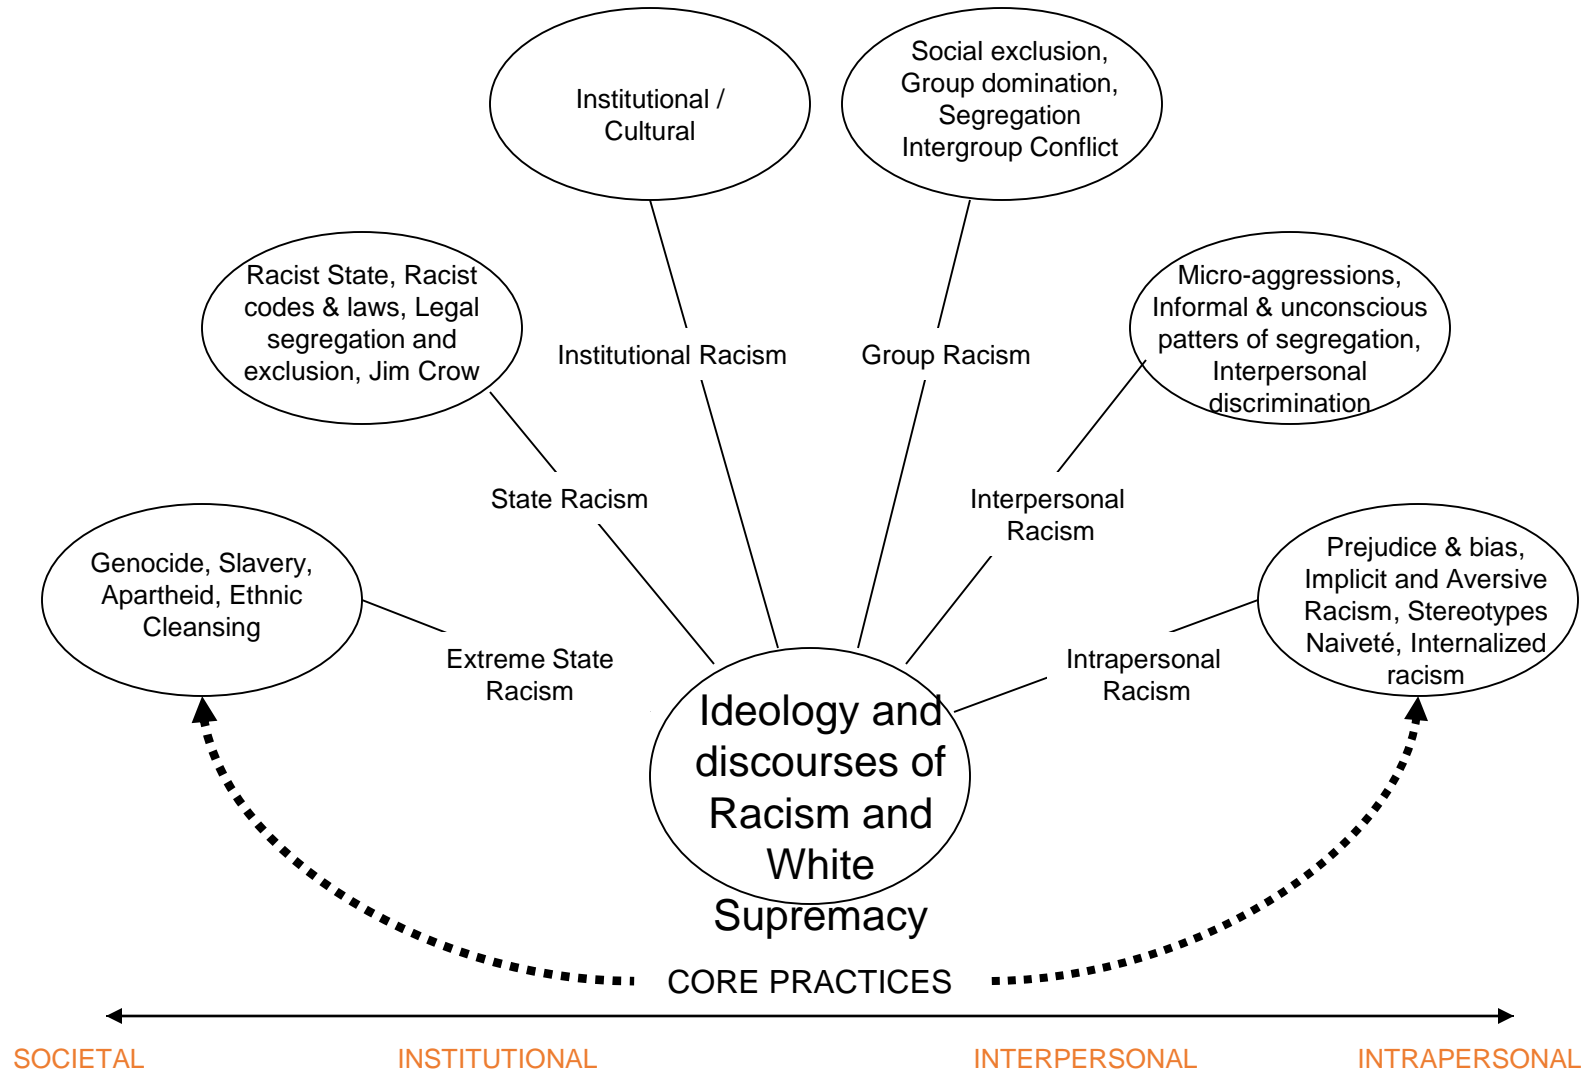 Social exclusion,
Group domination,
Segregation
Intergroup Conflict
Institutional /
Cultural
Racist State, Racist
codes & laws, Legal
segregation and
exclusion, Jim Crow
Micro-aggressions,
Informal & unconscious
patters of segregation,
Interpersonal
discrimination
Institutional Racism
Group Racism
State Racism
Interpersonal
Racism
Genocide, Slavery,
Apartheid, Ethnic
Cleansing
Prejudice & bias,
Implicit and Aversive
Racism, Stereotypes
Naiveté, Internalized
racism
Extreme State
Racism
Intrapersonal
Racism
Ideology and
discourses of
Racism and
White
Supremacy
CORE PRACTICES
SOCIETAL
INSTITUTIONAL
INTERPERSONAL
INTRAPERSONAL